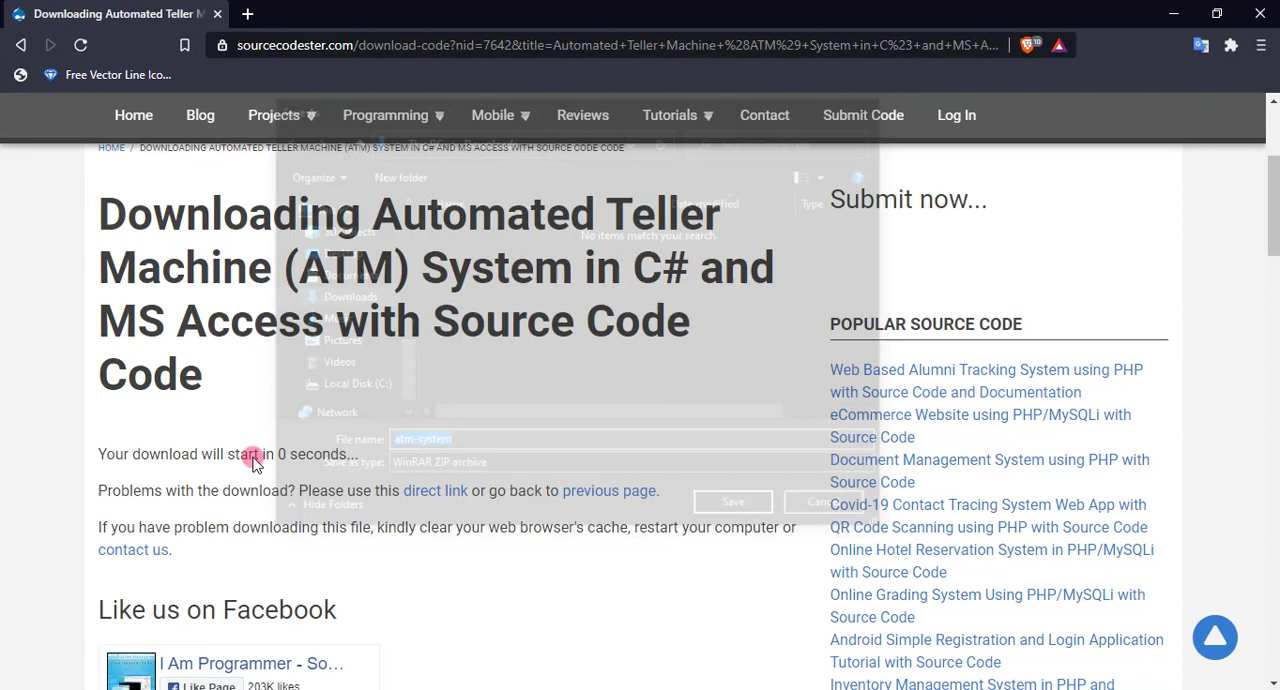 Downloading Automated Teller M
sourcecodester.com/download-code?nid=7642&title=Automated+Teller+Machine+%28ATM%29+System+in+C%23+and+MS+A...
10
Free Vector Line Ico...
Home
Blog
Projects
Programming
Mobile
Reviews
Tutorials
Contact
Submit Code
Log In
HOME / DOWNLOADING AUTOMATED TELLER MACHINE (ATM) SYSTEM IN C# AND MS ACCESS WITH SOURCE CODE CODE
Organize
New folder
Date modified
Type
No items match your search.
Downloading Automated Teller
Machine (ATM) System in C# and
MS Access with Source Code
Code
Downloads
Pictures
Videos
Local Disk (C:)
Network
File name:
atm-system
Save as type:
WinRAR ZIP archive
Hide Folders
Save
Your download will start in 0 seconds...
Problems with the download? Please use this direct link or go back to previous page.
If you have problem downloading this file, kindly clear your web browser's cache, restart your computer or
contact us.
Like us on Facebook
I Am Programmer - So...
Like Page
203K likes
Submit now...
POPULAR SOURCE CODE
Web Based Alumni Tracking System using PHP
with Source Code and Documentation
eCommerce Website using PHP/MySQLi with
Source Code
Document Management System using PHP with
Source Code
Covid-19 Contact Tracing System Web App with
QR Code Scanning using PHP with Source Code
Online Hotel Reservation System in PHP/MySQLi
with Source Code
Online Grading System Using PHP/MySQLi with
Source Code
Android Simple Registration and Login Application
Tutorial with Source Code
Inventory Management System in PHP and